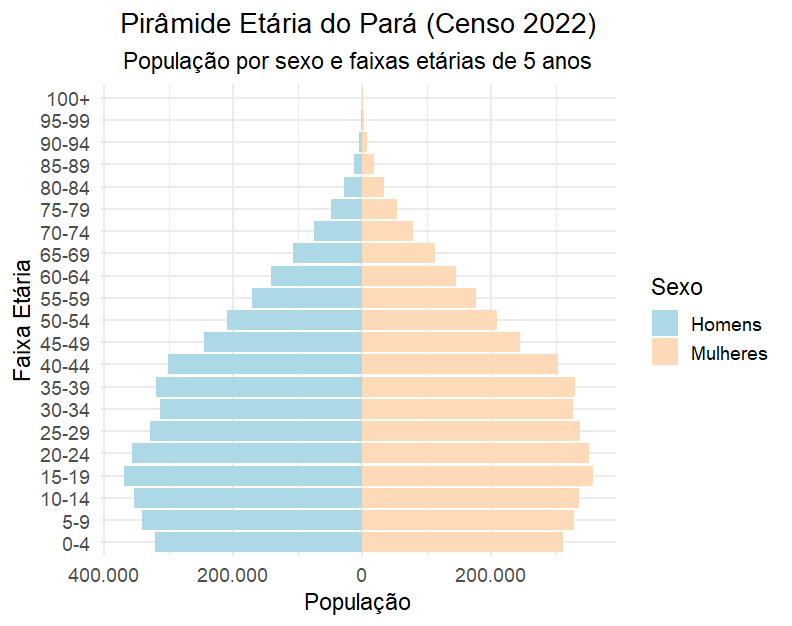 Pirâmide Etária do Pará (Censo 2022)
População por sexo e faixas etárias de 5 anos
Faixa Etária
100+
95-99
90-94
85-89
80-84
75-79
70-74
65-69
60-64
55-59
50-54
45-49
40-44
35-39
30-34
25-29
20-24
15-19
10-14
5-9
0-4
400.000 200.000 0 200.000
População
Sexo
Homens
Mulheres